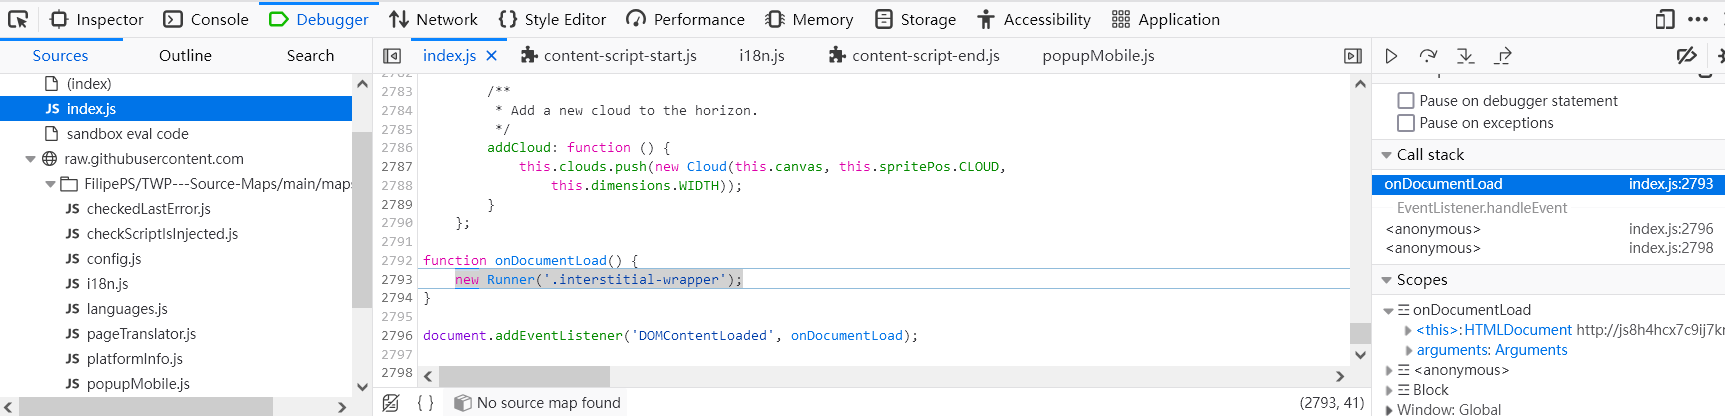 Inspector Console Debugger Network Style Editor Performance Memory Storage Accessibility Application
Sources Outline Search
(index)
JS index.js
sandbox eval code
raw.githubusercontent.com
FilipePS/TWP---Source-Maps/main/map
JS checkedLastError.js
JS checkScriptIsInjected.js
JS config.js
JS i18n.js
JS languages.js
JS pageTranslator.js
JS platformInfo.js
JS popupMobile.js
index.js content-script-start.js i18n.js content-script-end.js popupMobile.js
2782
2783 /**
2784 * Add a new cloud to the horizon.
2785 */
2786 addCloud: function () {
2787 this.clouds.push(new Cloud(this.canvas, this.spritePos.CLOUD,
2788 this.dimensions.WIDTH));
2789 }
2790 };
2791
2792 function onDocumentLoad() {
2793 new Runner('.interstitial-wrapper');
2794 }
2795
2796 document.addEventListener('DOMContentLoaded', onDocumentLoad);
2797
2798
{ } No source map found (2793, 41)
Pause on debugger statement
Pause on exceptions
Call stack
onDocumentLoad index.js:2793
EventListener.handleEvent
<anonymous> index.js:2796
<anonymous> index.js:2798
Scopes
onDocumentLoad
<this>: HTMLDocument http://js8h4hcx7c9ij7k
arguments: Arguments
<anonymous>
Block
Window: Global